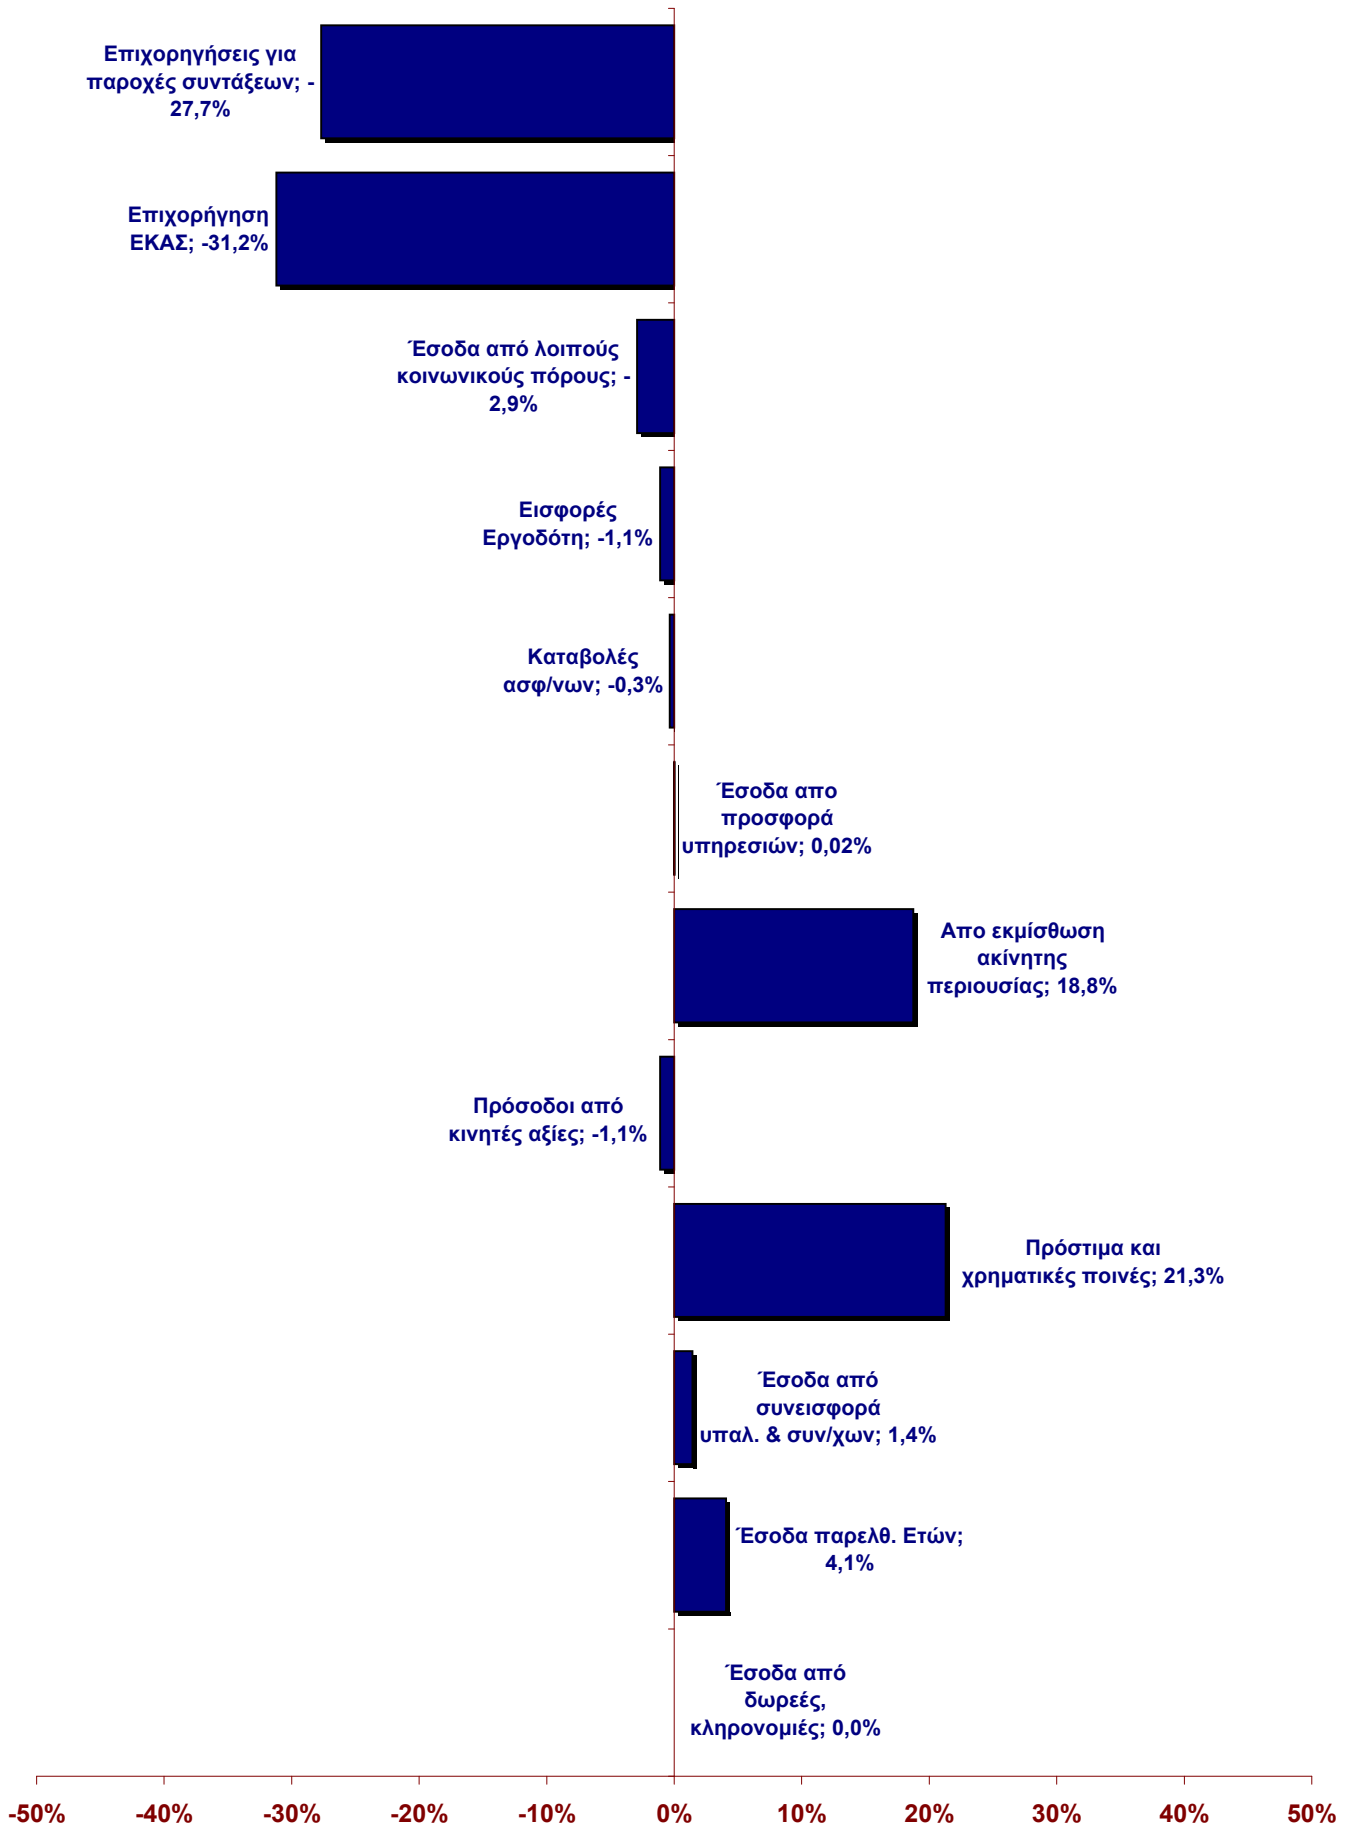 Επιχορηγήσεις για
παροχές συντάξεων; -
27,7%
Επιχορήγηση
ΕΚΑΣ; -31,2%
Έσοδα από λοιπούς
κοινωνικούς πόρους; -
2,9%
Εισφορές
Εργοδότη; -1,1%
Καταβολές
ασφ/νων; -0,3%
Έσοδα απο
προσφορά
υπηρεσιών; 0,02%
Απο εκμίσθωση
ακίνητης
περιουσίας; 18,8%
Πρόσοδοι από
κινητές αξίες; -1,1%
Πρόστιμα και
χρηματικές ποινές; 21,3%
Έσοδα από
συνεισφορά
υπαλ. & συν/χων; 1,4%
Έσοδα παρελθ. Ετών;
4,1%
Έσοδα από
δωρεές,
κληρονομιές; 0,0%
-50% -40% -30% -20% -10% 0% 10% 20% 30% 40% 50%